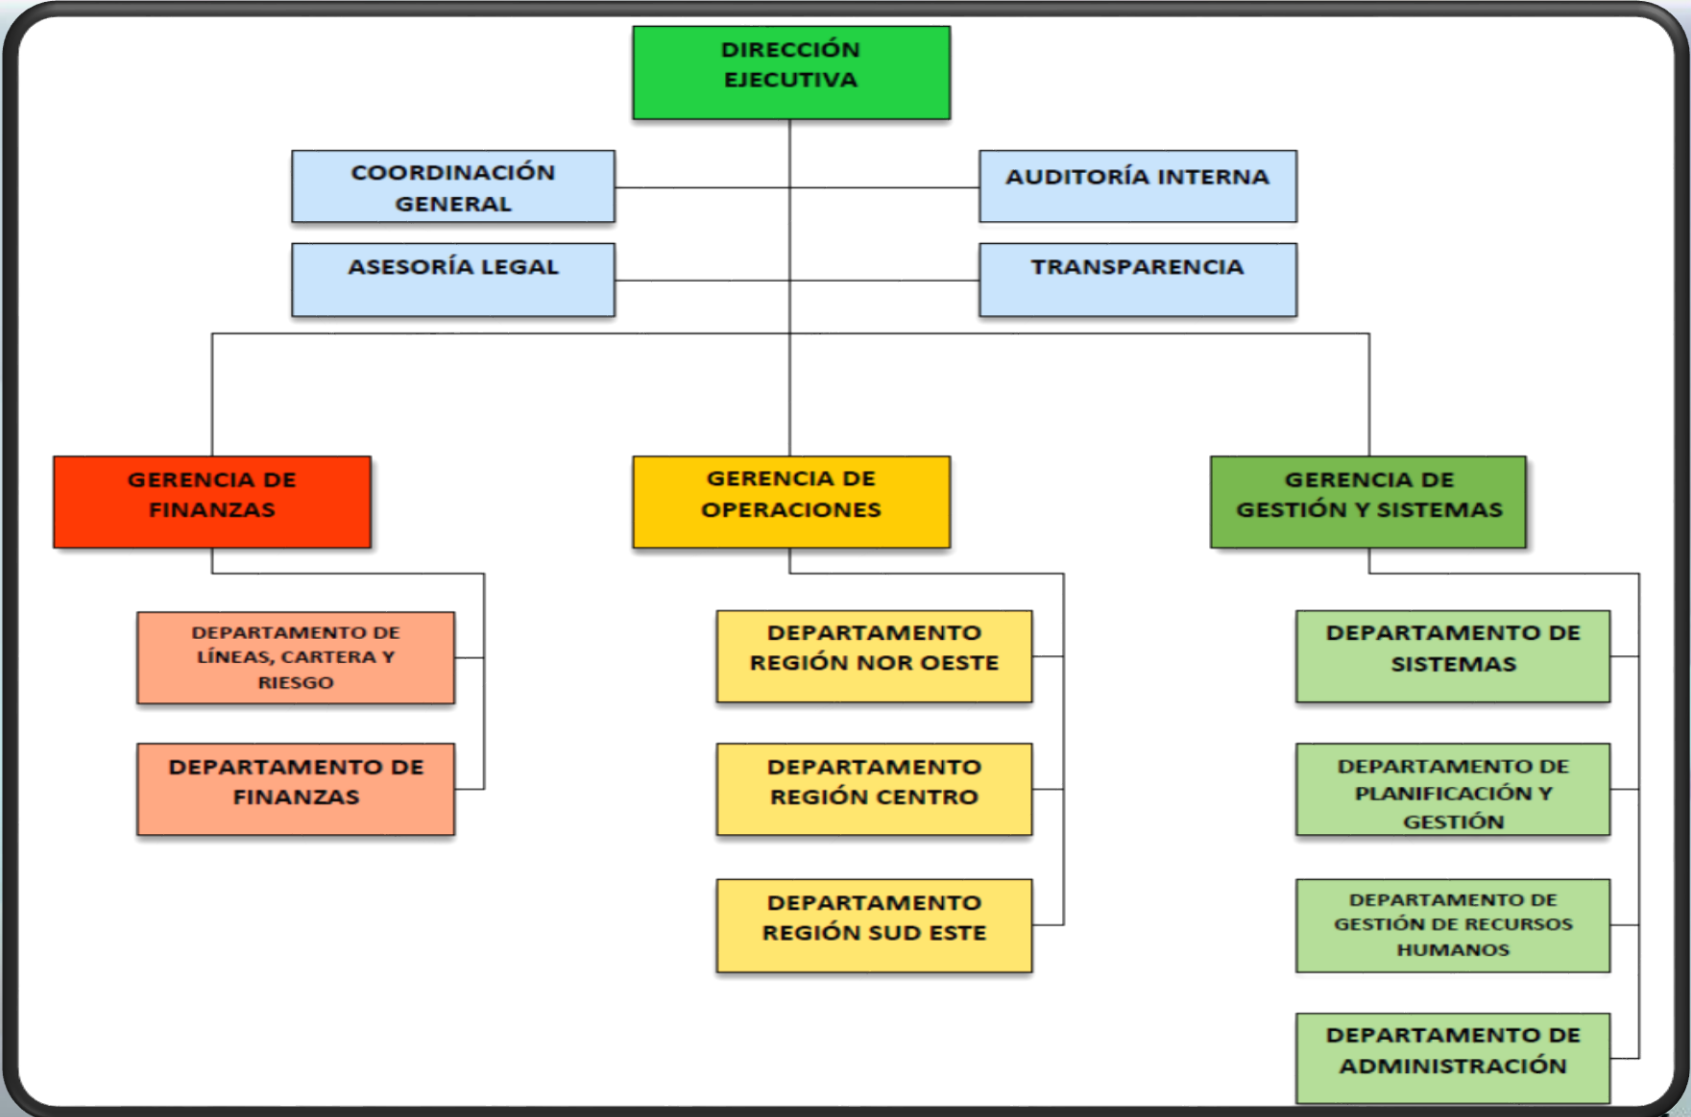 DIRECCIÓN
EJECUTIVA
COORDINACIÓN
GENERAL
AUDITORÍA INTERNA
ASESORÍA LEGAL
TRANSPARENCIA
GERENCIA DE
FINANZAS
GERENCIA DE
OPERACIONES
GERENCIA DE
GESTIÓN Y SISTEMAS
DEPARTAMENTO DE
LÍNEAS, CARTERA Y
RIESGO
DEPARTAMENTO DE
FINANZAS
DEPARTAMENTO
REGIÓN NOR OESTE
DEPARTAMENTO
REGIÓN CENTRO
DEPARTAMENTO
REGIÓN SUD ESTE
DEPARTAMENTO DE
SISTEMAS
DEPARTAMENTO DE
PLANIFICACIÓN Y
GESTIÓN
DEPARTAMENTO DE
GESTIÓN DE RECURSOS
HUMANOS
DEPARTAMENTO DE
ADMINISTRACIÓN